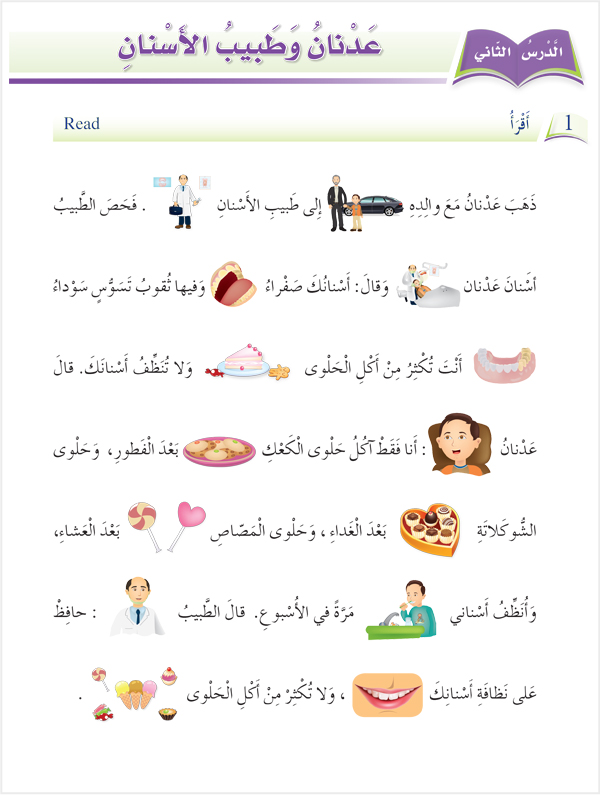 الدَّرْسُ الثّاني
عَدْنانُ وَطَبيبُ الأَسْنانِ
1 أَقْرَأُ Read
ذَهَبَ عَدْنانُ مَعَ والِدِهِ إِلى طَبيبِ الأَسْنانِ . فَحَصَ الطَّبيبُ
أسْنانَ عَدْنان وَقالَ: أَسْنانُكَ صَفْراءُ وَفيها ثُقوبُ تَسَوُّسٍ سَوْداءُ
أَنْتَ تُكْثِرُ مِنْ أَكْلِ الْحَلْوى وَلا تُنَظِّفُ أَسْنانَكَ. قالَ
عَدْنانُ : أَنا فَقَطْ آكُلُ حَلْوى الْكَعْكِ بَعْدَ الْفَطورِ، وَحَلْوى
الشُّوكَلاتَةِ بَعْدَ الْغَداءِ ، وَحَلْوى الْمَصّاصِ بَعْدَ الْعَشاءِ،
وَأُنَظِّفُ أَسْناني مَرَّةً في الأُسْبوعِ. قالَ الطَّبيبُ : حافِظْ
عَلى نَظافَةِ أَسْنانِكَ ، وَلا تُكْثِرْ مِنْ أَكْلِ الْحَلْوى .